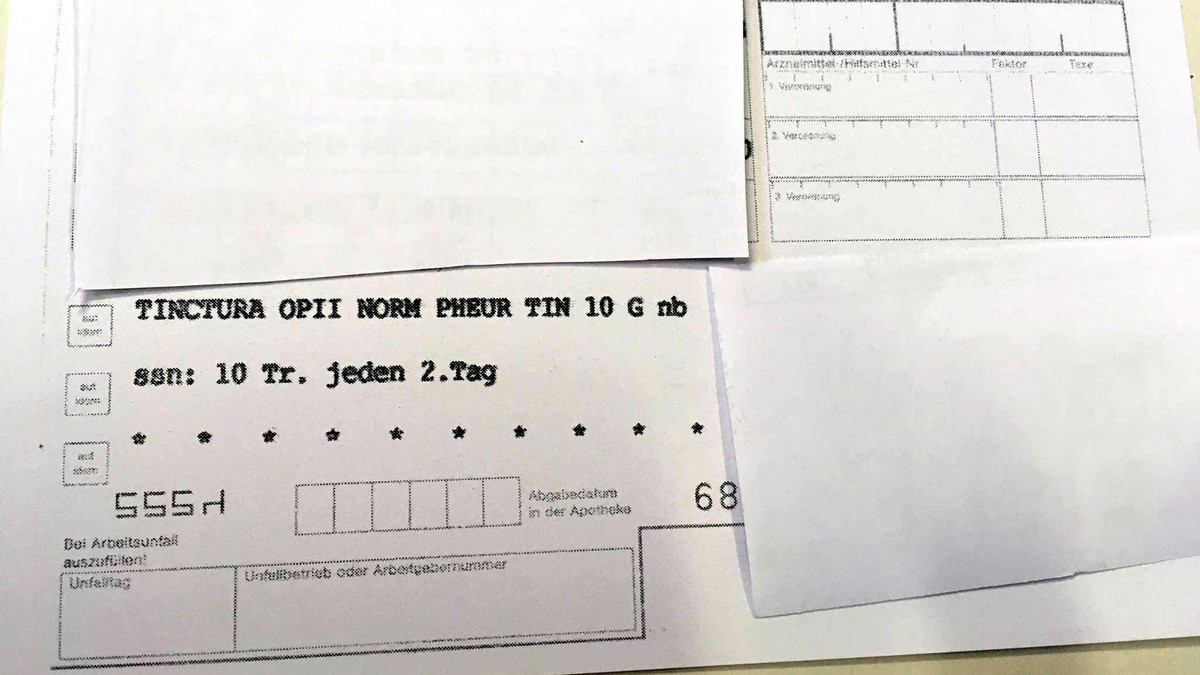 Arzneimittel-/Hilfsmittel-Nr Faktor Taxe
1. Verordnung
2. Verordnung
3. Verordnung
aut idem
TINCTURA OPII NORM PHEUR TIN 10 G nb
aut idem
ssn: 10 Tr. jeden 2.Tag
* * * * * * * * * *
aut idem
Abgabedatum
in der Apotheke
68
Bei Arbeitsunfall
auszufüllen!
Unfalltag
Unfallbetrieb oder Arbeitgebernummer